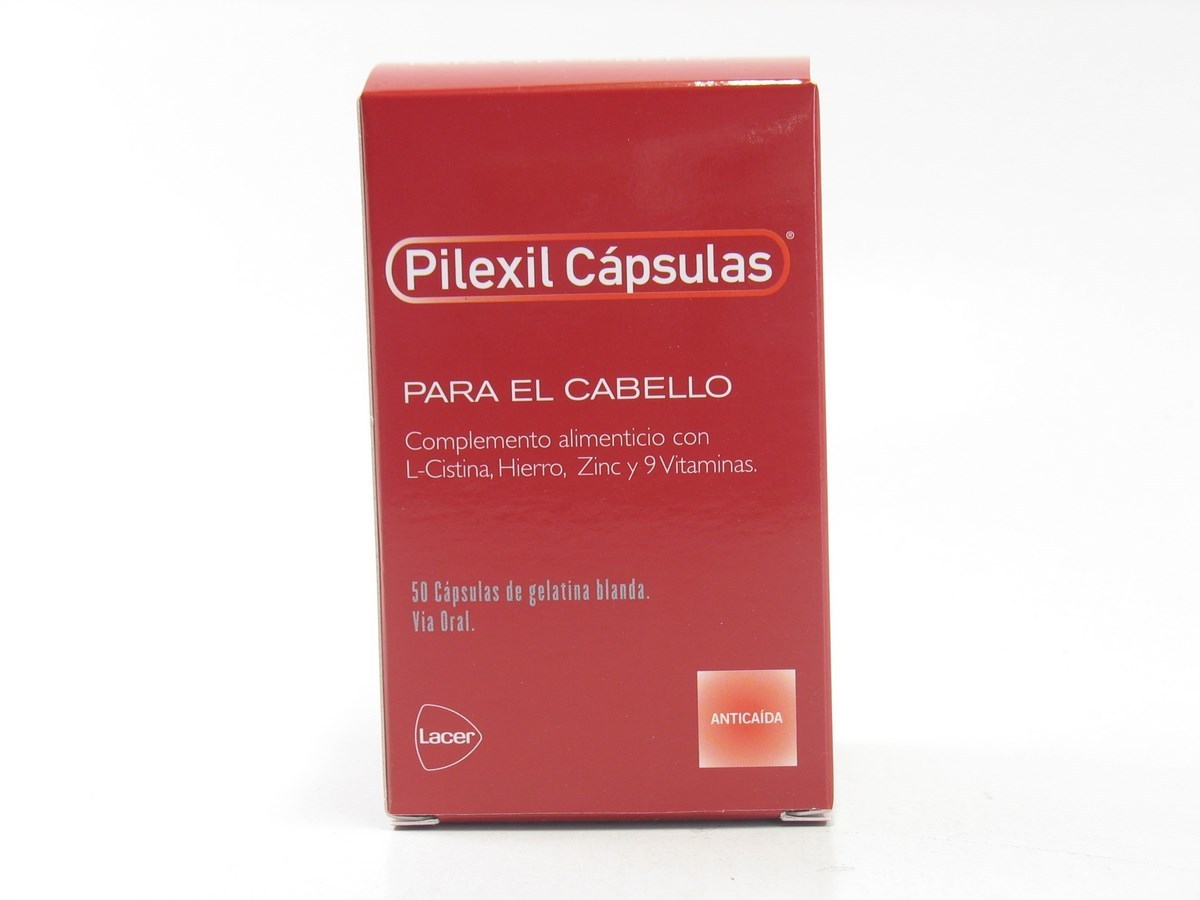 Pilexil Cápsulas®
PARA EL CABELLO
Complemento alimenticio con
L-Cistina, Hierro, Zinc y 9 Vitaminas.
50 Cápsulas de gelatina blanda.
Via Oral.
Lacer
ANTICAÍDA